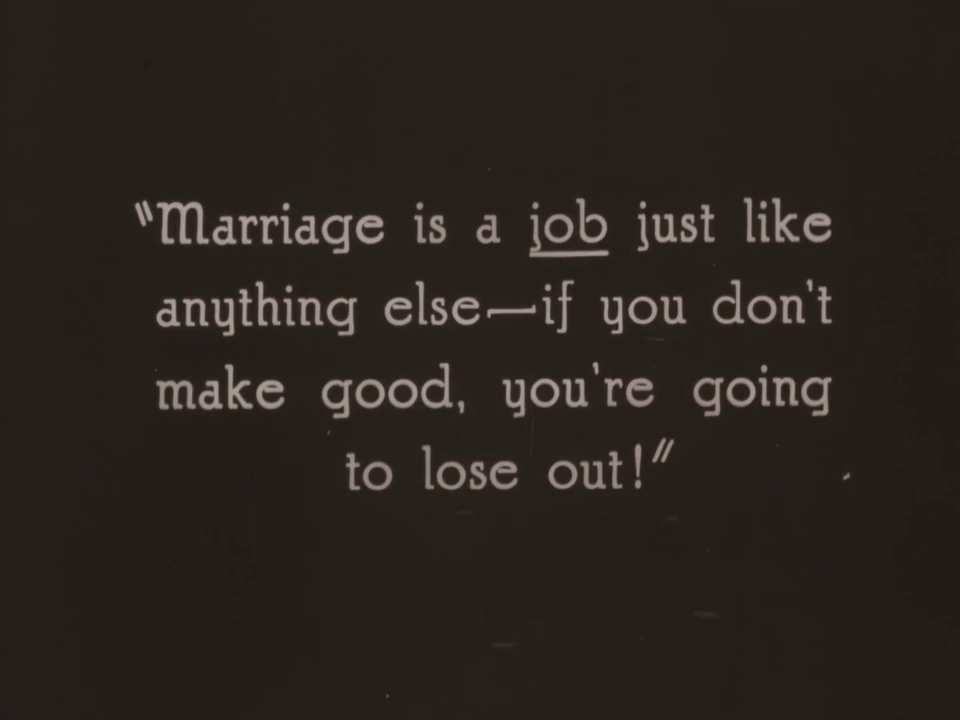 "Marriage is a job just like
anything else—if you don't
make good, you're going
to lose out!"